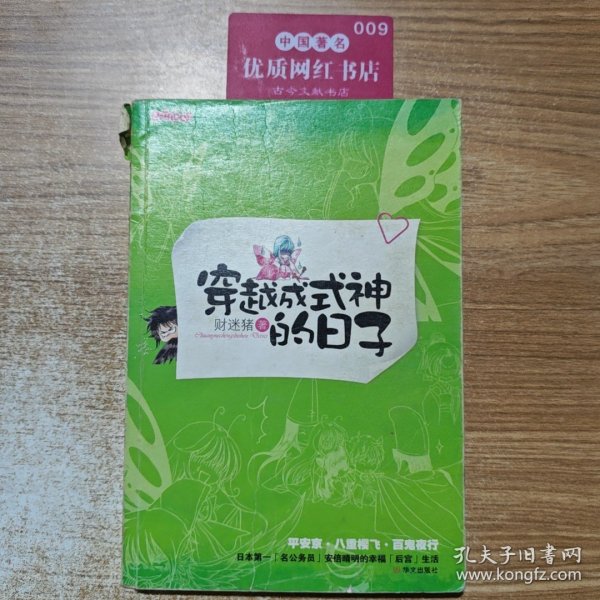 009
中国著名
优质网红书店
古今文献书店
穿越成式神
的日子
财迷猪 著
平安京·八重樱飞·百鬼夜行
日本第一「名公务员」安倍晴明的幸福「后宫」生活
华文出版社
孔夫子旧书网
www.kongfz.com